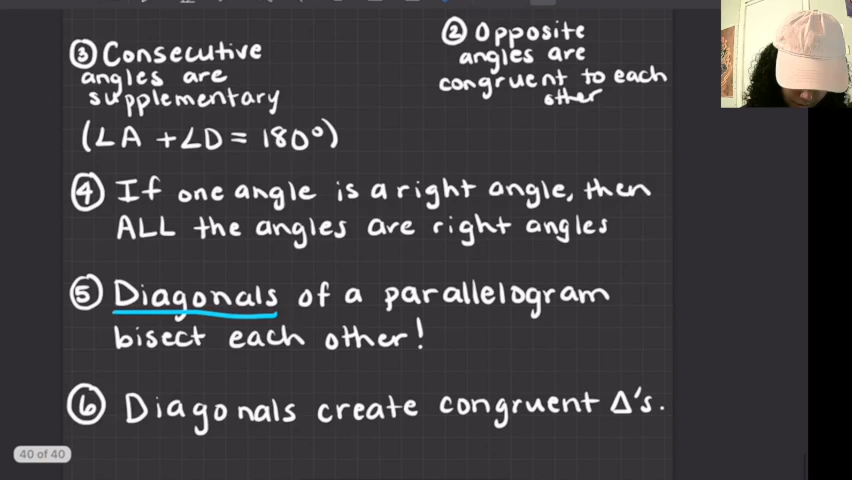 ③ Consecutive
angles are
supplementary
(∠A + ∠D = 180°)
② Opposite
angles are
congruent to each
other
④ If one angle is a right angle, then
ALL the angles are right angles
⑤ Diagonals of a parallelogram
bisect each other!
⑥ Diagonals create congruent Δ's.
40 of 40